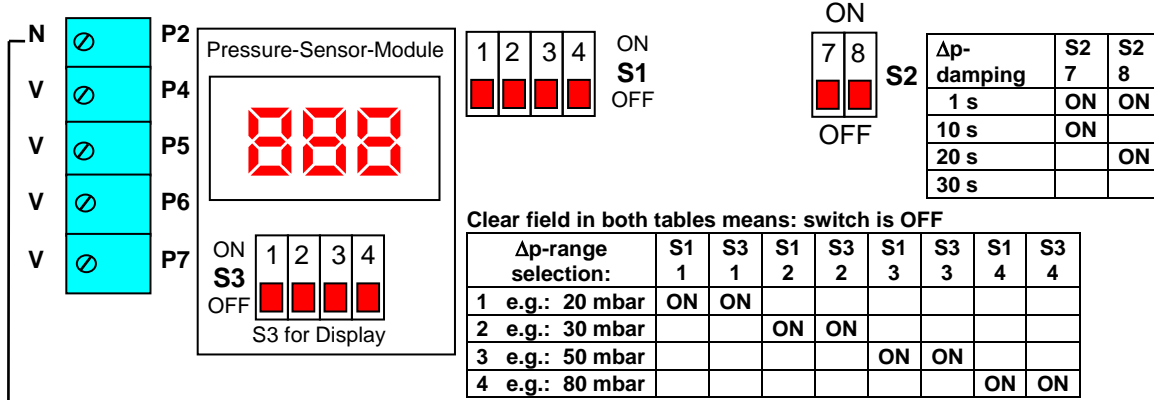 N P2
V P4
V P5
V P6
V P7
Pressure-Sensor-Module
888
ON 1 2 3 4
S3
OFF
S3 for Display
1 2 3 4 ON
S1
OFF
ON
7 8
S2
OFF
Δp-damping S2 7 S2 8
1 s ON ON
10 s ON
20 s ON
30 s
Clear field in both tables means: switch is OFF
Δp-range selection: S1 1 S3 1 S1 2 S3 2 S1 3 S3 3 S1 4 S3 4
1 e.g.: 20 mbar ON ON
2 e.g.: 30 mbar ON ON
3 e.g.: 50 mbar ON ON
4 e.g.: 80 mbar ON ON